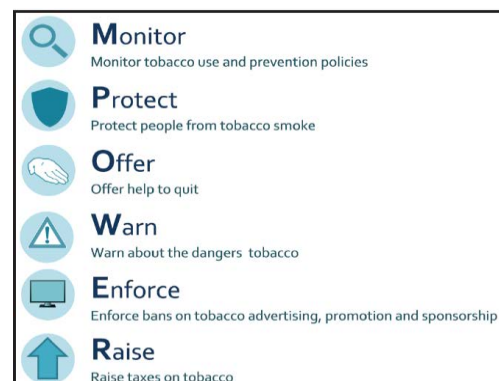 Monitor
Monitor tobacco use and prevention policies
Protect
Protect people from tobacco smoke
Offer
Offer help to quit
Warn
Warn about the dangers tobacco
Enforce
Enforce bans on tobacco advertising, promotion and sponsorship
Raise
Raise taxes on tobacco